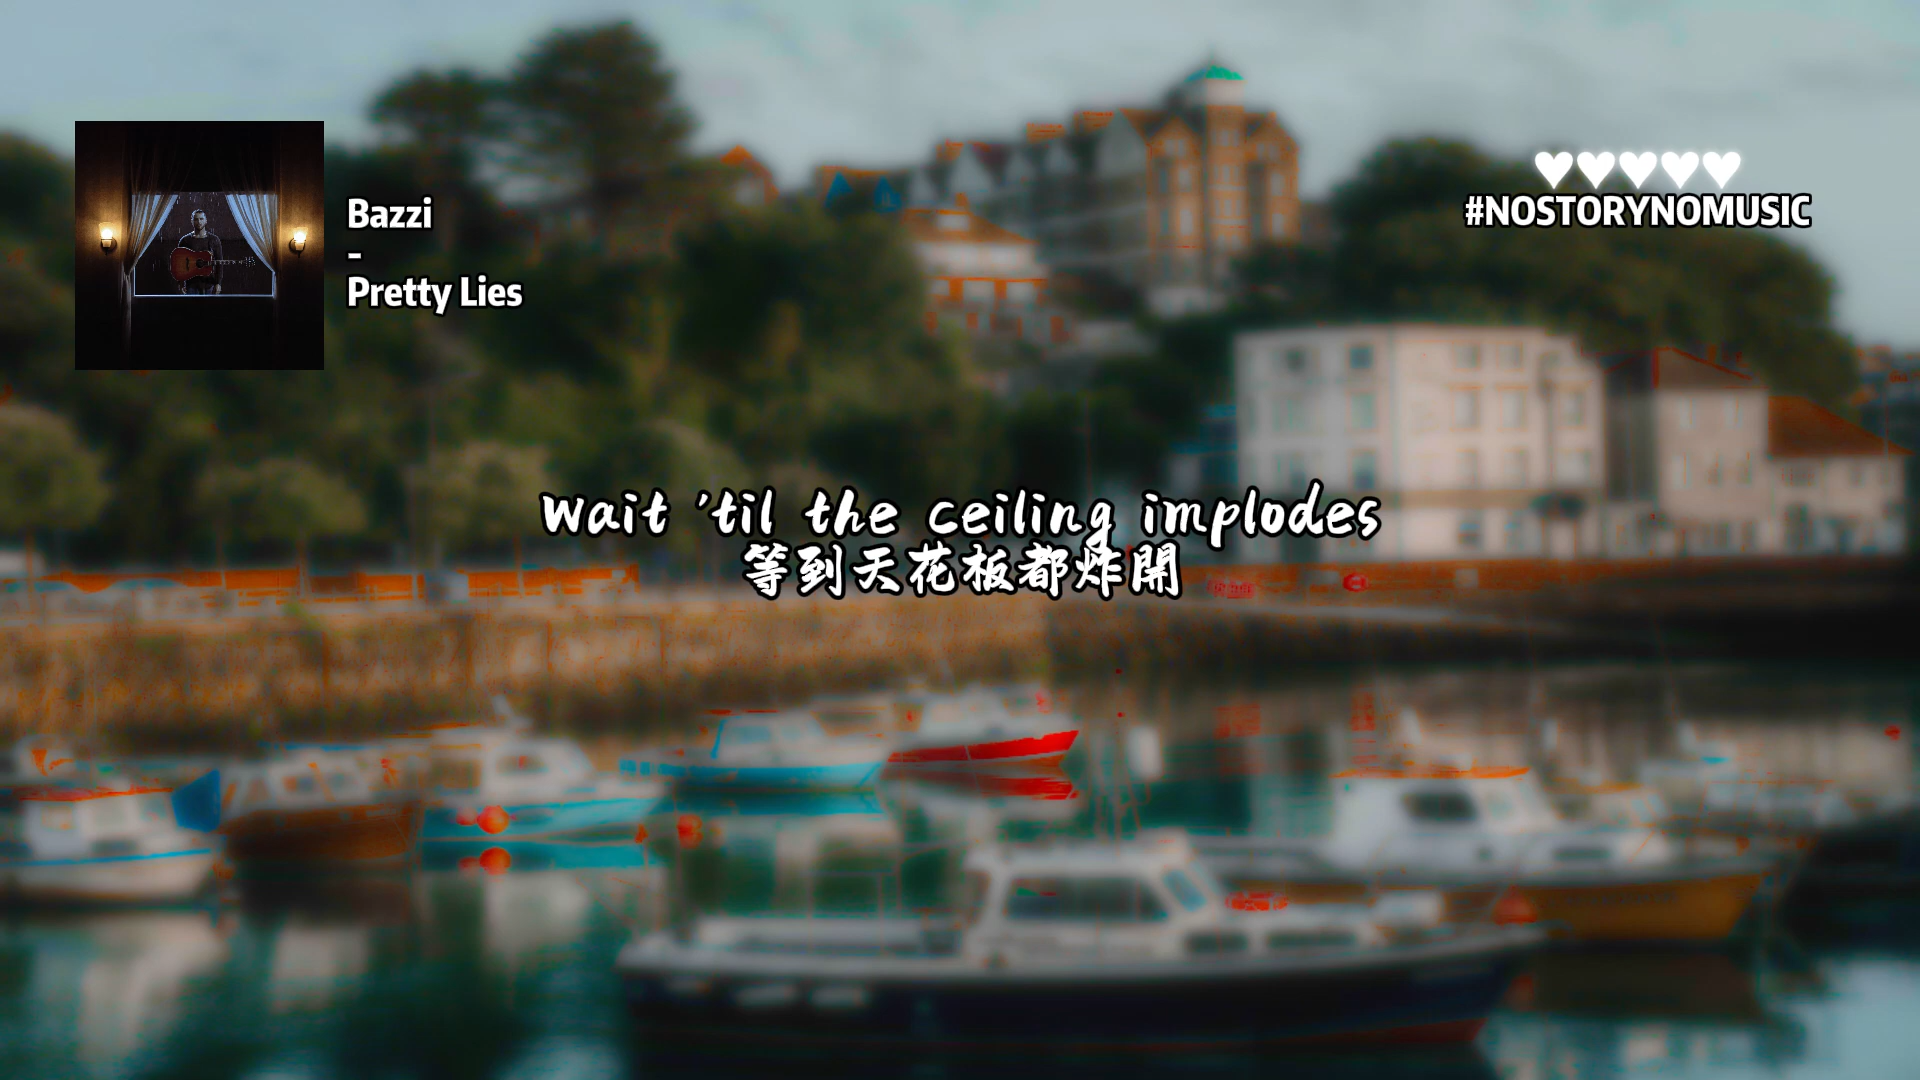 Bazzi
-
Pretty Lies
♥♥♥♥♥
#NOSTORYNOMUSIC
Wait 'til the ceiling implodes
等到天花板都炸開